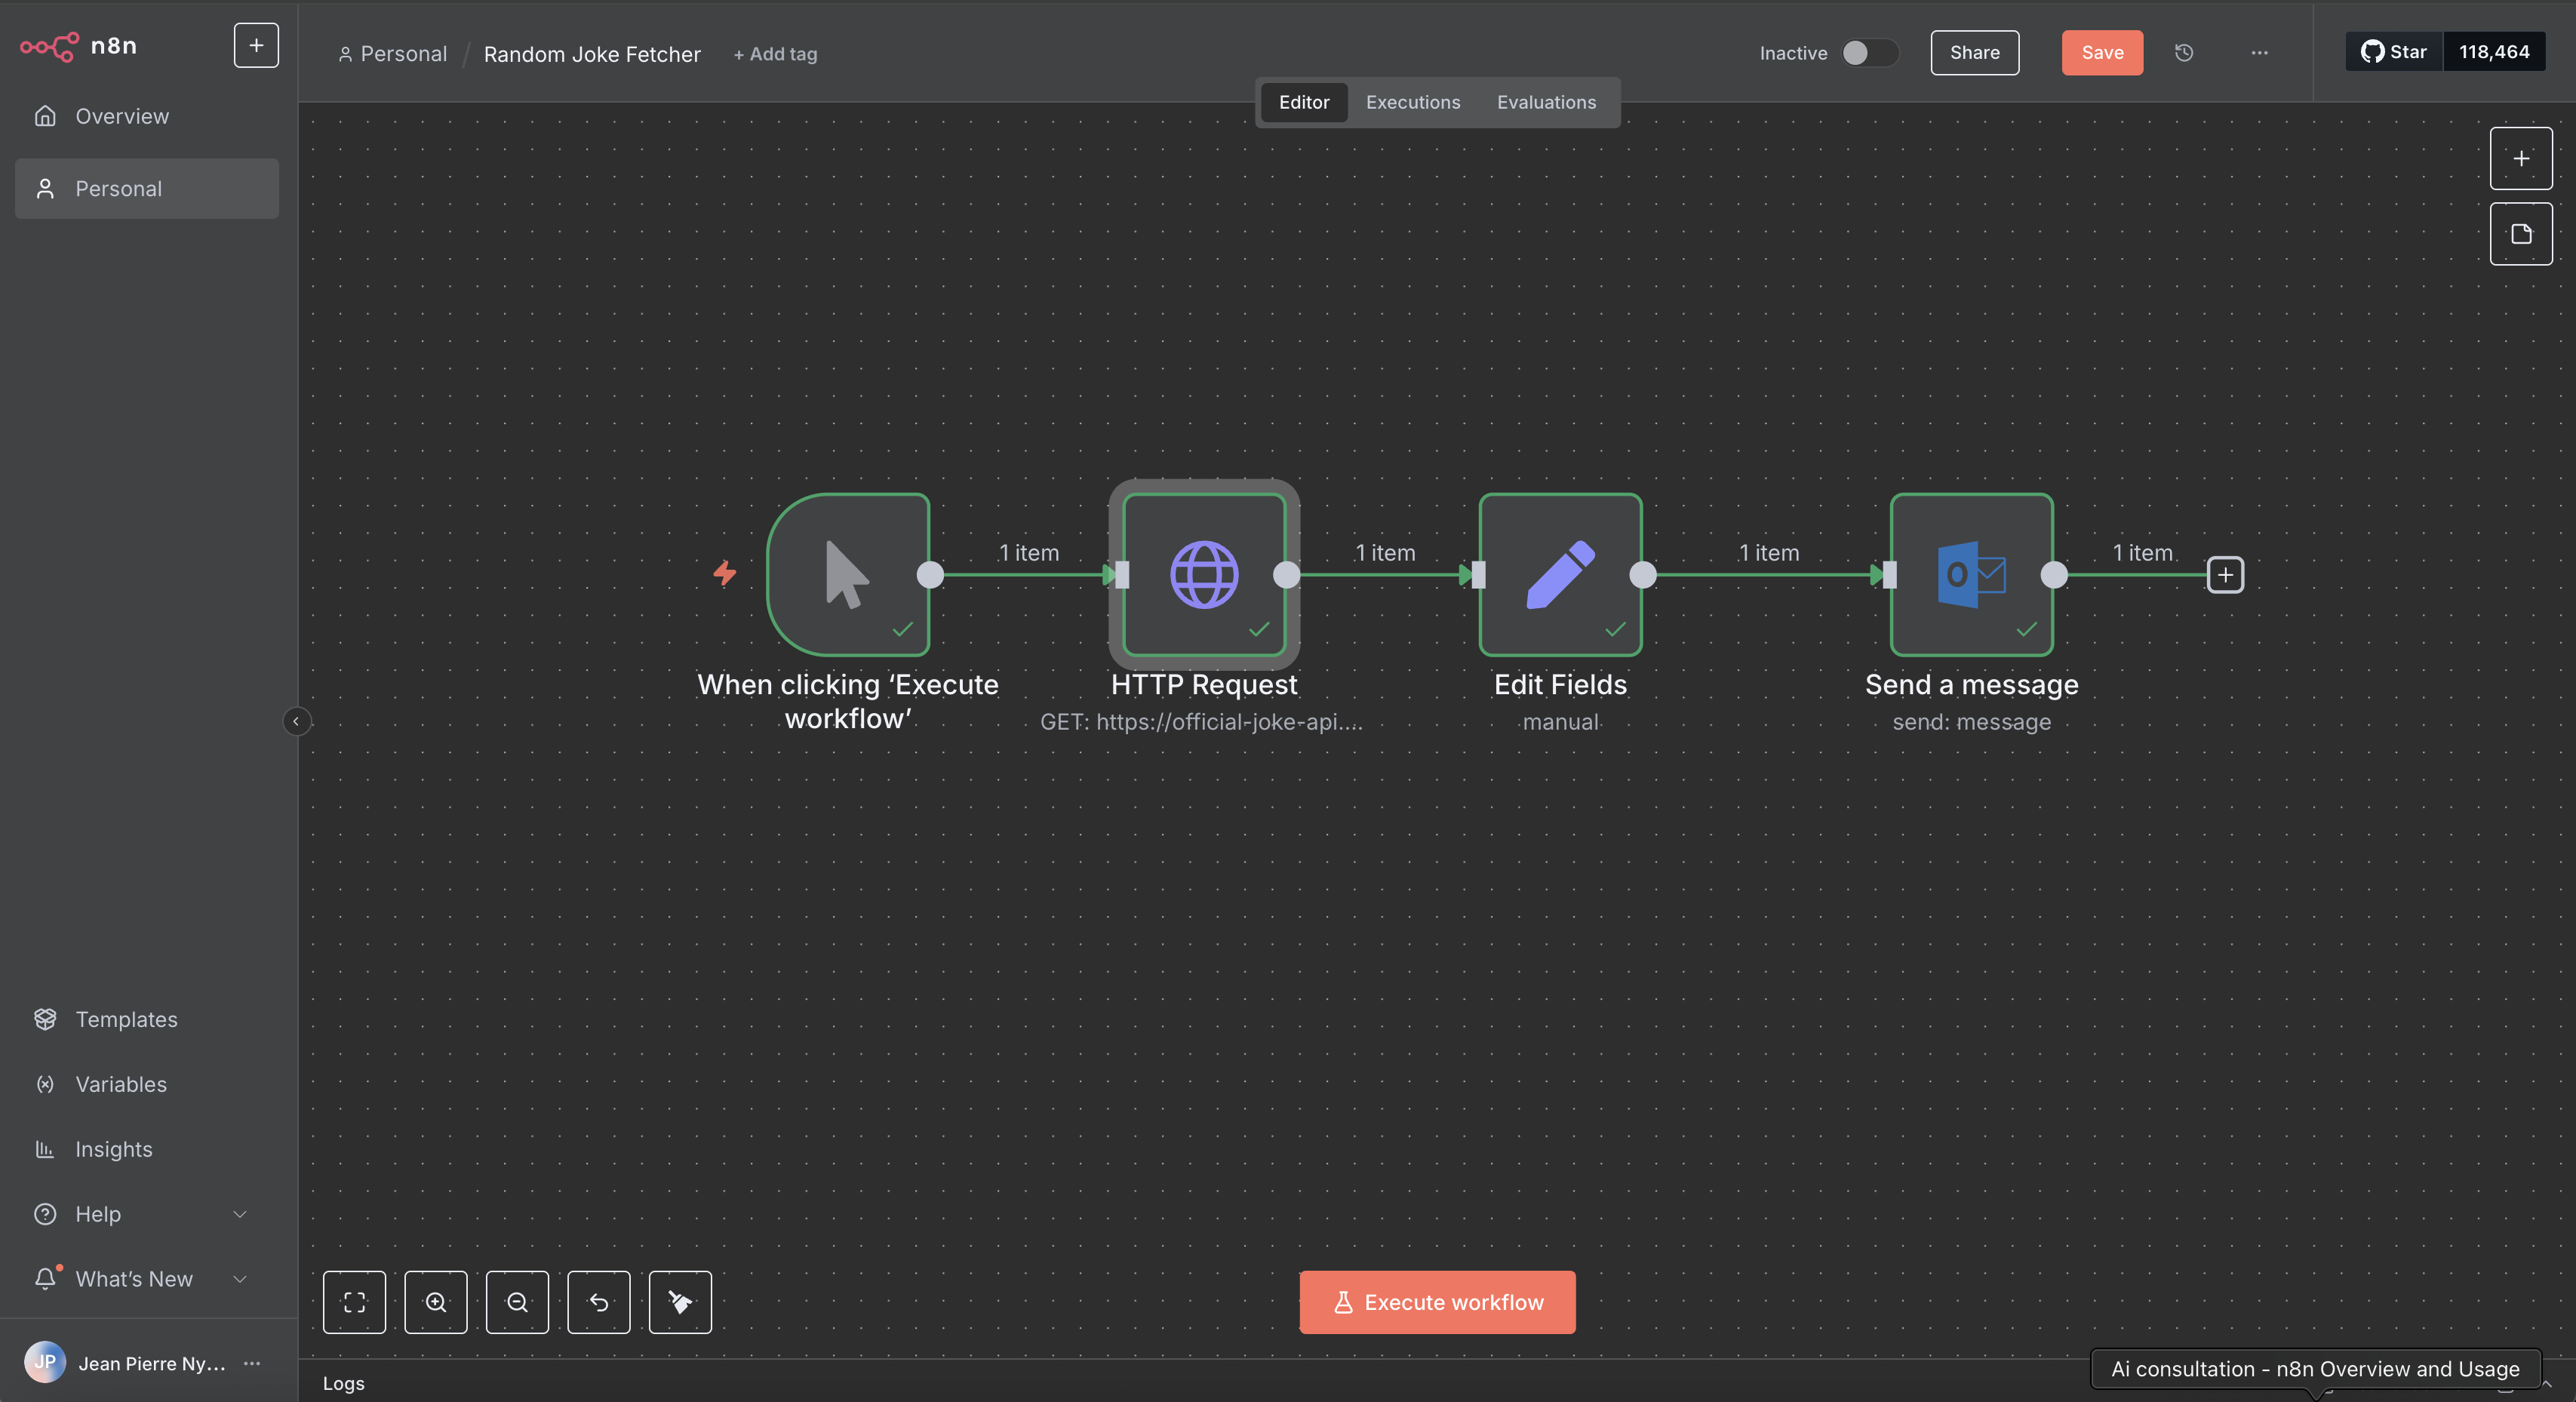 n8n
Overview
Personal
Templates
Variables
Insights
Help
What's New
JP
Jean Pierre Ny...
Personal / Random Joke Fetcher + Add tag
Inactive
Share
Save
Star 118,464
Editor Executions Evaluations
1 item
1 item
1 item
1 item
When clicking ‘Execute
workflow’
HTTP Request
GET: https://official-joke-api....
Edit Fields
manual
Send a message
send: message
Execute workflow
Logs
Ai consultation - n8n Overview and Usage